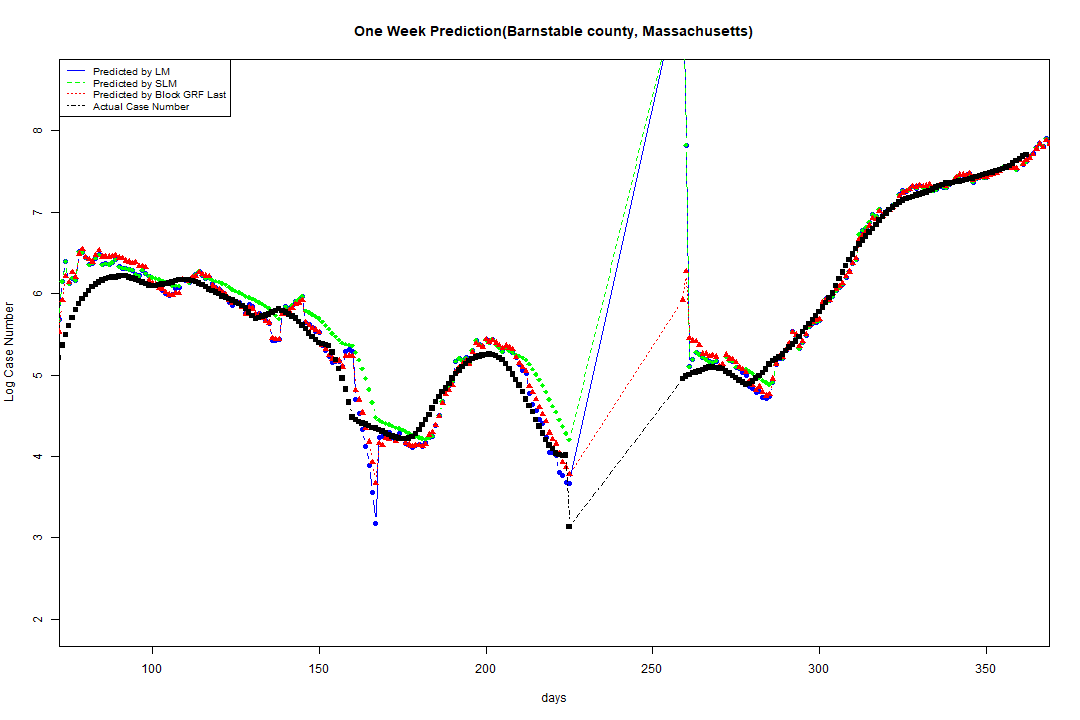 One Week Prediction(Barnstable county, Massachusetts)
Predicted by LM
Predicted by SLM
Predicted by Block GRF Last
Actual Case Number
Log Case Number
8
7
6
5
4
3
2
100 150 200 250 300 350
days